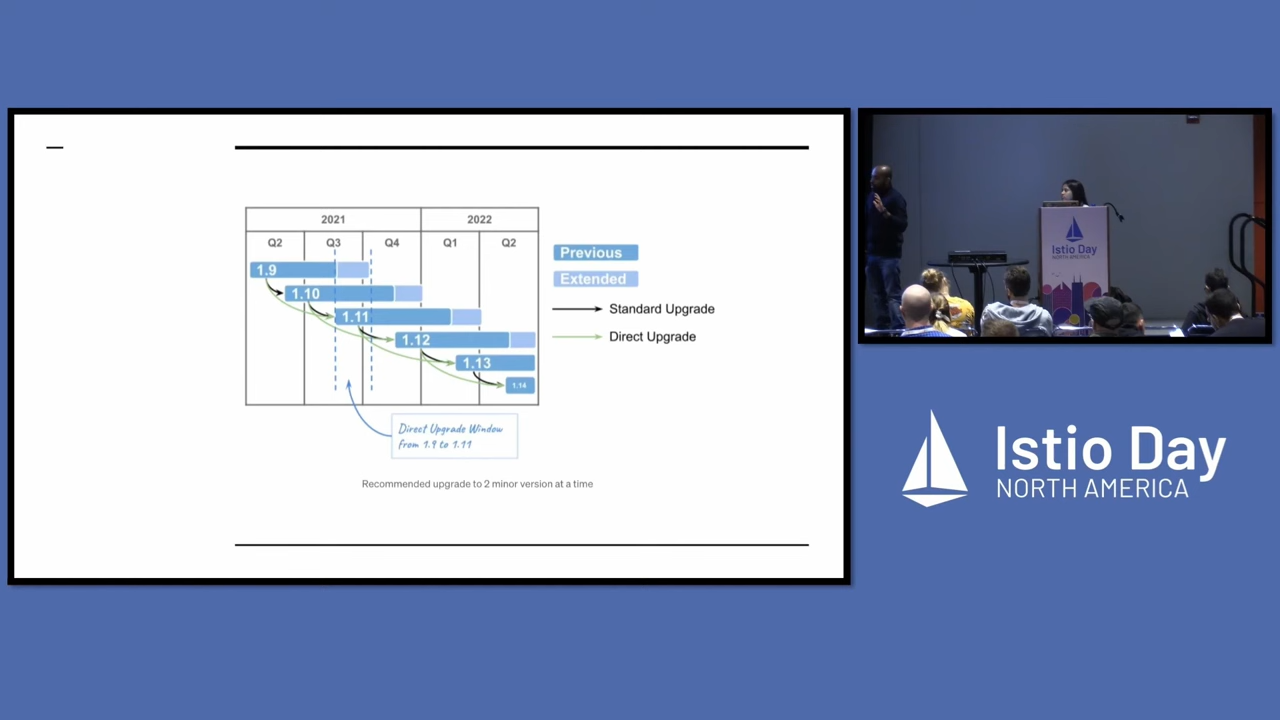 2021 2022
Q2 Q3 Q4 Q1 Q2
1.9
1.10
1.11
1.12
1.13
1.14
Previous
Extended
Standard Upgrade
Direct Upgrade
Direct Upgrade Window
from 1.9 to 1.11
Recommended upgrade to 2 minor version at a time
Istio Day
NORTH AMERICA
Istio Day
NORTH AMERICA